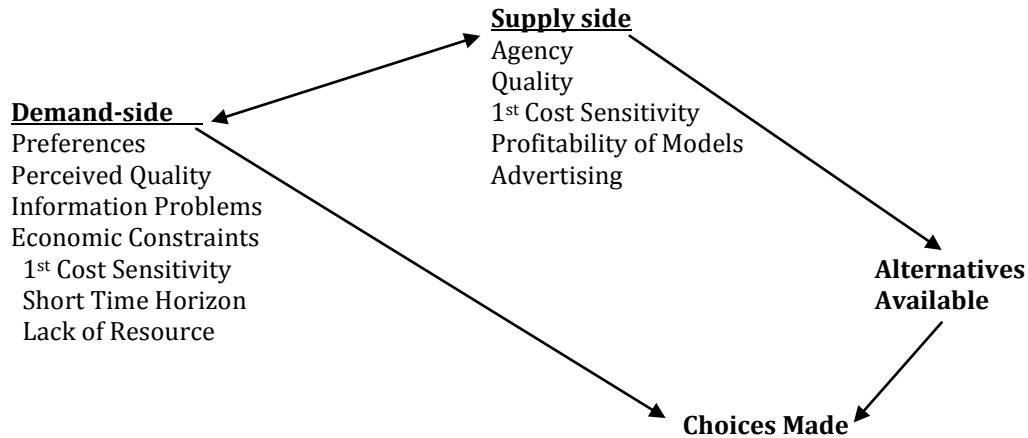 Supply side
Agency
Quality
1st Cost Sensitivity
Profitability of Models
Advertising
Demand-side
Preferences
Perceived Quality
Information Problems
Economic Constraints
1st Cost Sensitivity
Short Time Horizon
Lack of Resource
Alternatives
Available
Choices Made